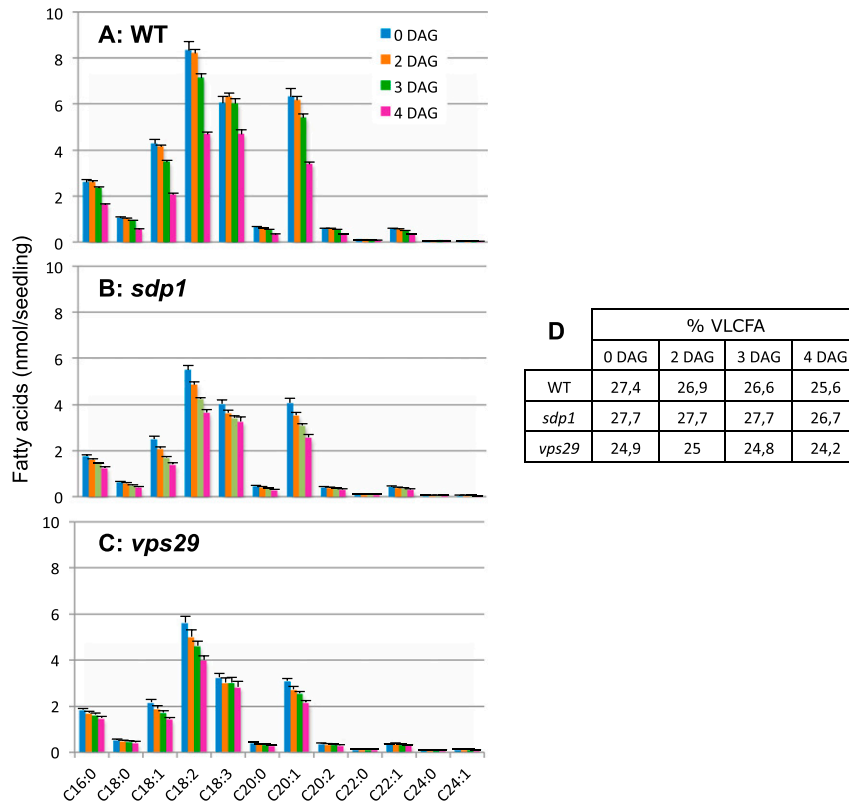 A: WT
0 DAG
2 DAG
3 DAG
4 DAG
10
8
6
4
2
0
B: sdp1
10
8
6
4
2
0
C: vps29
10
8
6
4
2
0
Fatty acids (nmol/seedling)
C16:0 C18:0 C18:1 C18:2 C18:3 C20:0 C20:1 C20:2 C22:0 C22:1 C24:0 C24:1
D
% VLCFA
0 DAG 2 DAG 3 DAG 4 DAG
WT 27,4 26,9 26,6 25,6
sdp1 27,7 27,7 27,7 26,7
vps29 24,9 25 24,8 24,2